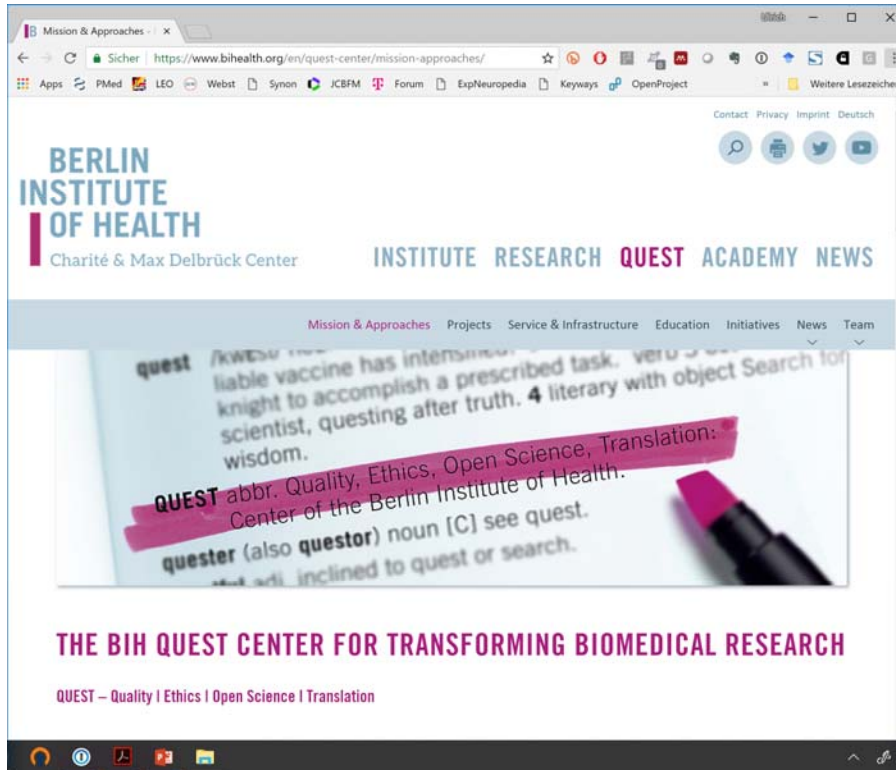 Mission & Approaches -
Sicher https://www.bihealth.org/en/quest-center/mission-approaches/
Apps PMed LEO Webst Synon JCBFM Forum ExpNeuropedia Keyways OpenProject » Weitere Lesezeichen
Contact Privacy Imprint Deutsch
BERLIN
INSTITUTE
OF HEALTH
Charité & Max Delbrück Center
INSTITUTE RESEARCH QUEST ACADEMY NEWS
Mission & Approaches Projects Service & Infrastructure Education Initiatives News Team
quest
liable vaccine has
knight to accomplish a prescribed task. verb
scientist, questing after truth. 4 literary with object Search for
wisdom.
QUEST abbr. Quality, Ethics, Open Science, Translation:
Center of the Berlin Institute of Health.
quester (also questor) noun [C] see quest.
adj. inclined to quest or search.
THE BIH QUEST CENTER FOR TRANSFORMING BIOMEDICAL RESEARCH
QUEST – Quality I Ethics I Open Science I Translation